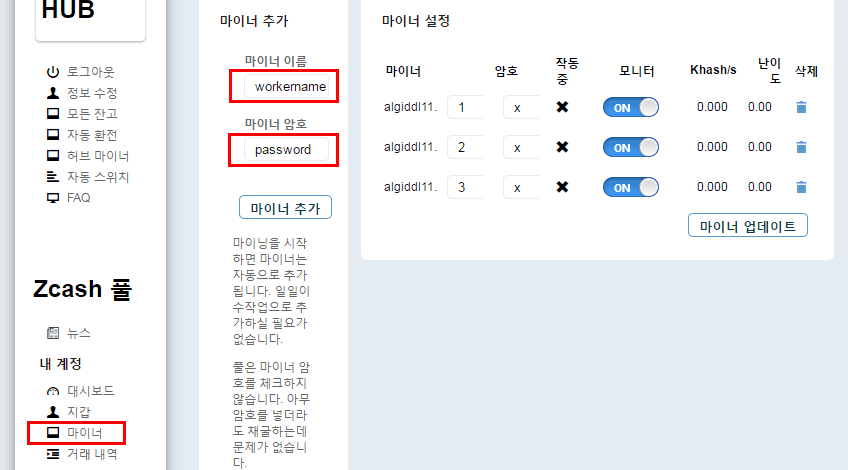 HUB
로그아웃
정보 수정
모든 잔고
자동 환전
허브 마이너
자동 스위치
FAQ
Zcash 풀
뉴스
내 계정
대시보드
지갑
마이너
거래 내역
마이너 추가
마이너 이름
workername
마이너 암호
password
마이너 추가
마이닝을 시작
하면 마이너는
자동으로 추가
됩니다. 일일이
수작업으로 추
가하실 필요가
없습니다.
풀은 마이너 암
호를 체크하지
않습니다. 아무
암호를 넣더라
도 채굴하는데
문제가 없습니
다.
마이너 설정
마이너 암호 작동중 모니터 Khash/s 난이도 삭제
algiddl11. 1 x ON 0.000 0.00
algiddl11. 2 x ON 0.000 0.00
algiddl11. 3 x ON 0.000 0.00
마이너 업데이트